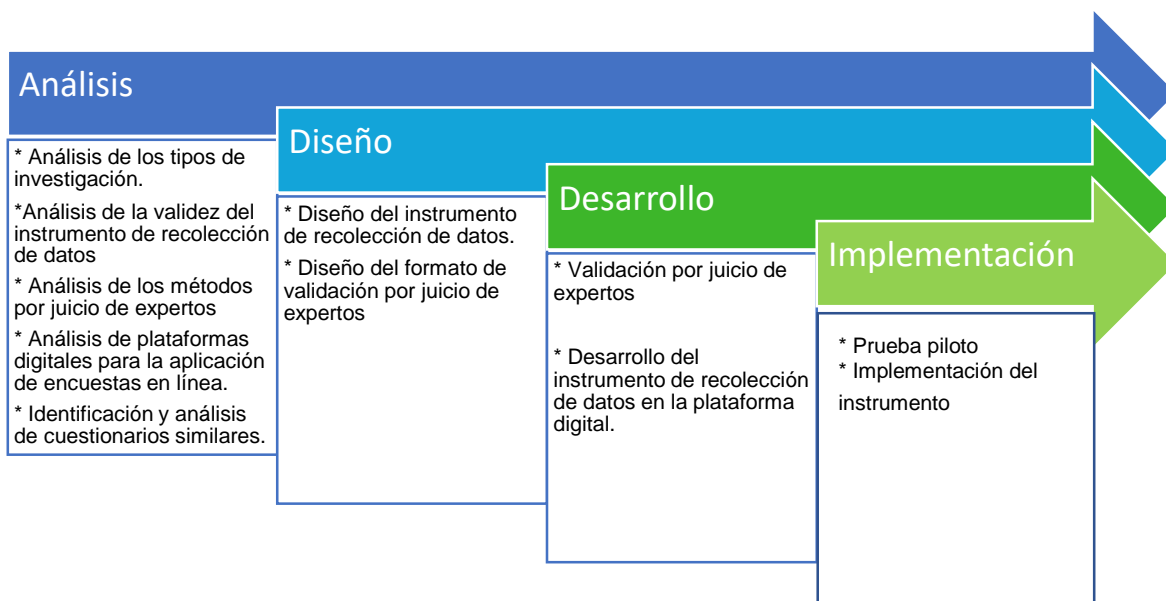 Análisis
* Análisis de los tipos de
investigación.
*Análisis de la validez del
instrumento de recolección
de datos
* Análisis de los métodos
por juicio de expertos
* Análisis de plataformas
digitales para la aplicación
de encuestas en línea.
* Identificación y análisis
de cuestionarios similares.
Diseño
* Diseño del instrumento
de recolección de datos.
* Diseño del formato de
validación por juicio de
expertos
Desarrollo
* Validación por juicio de
expertos
* Desarrollo del
instrumento de recolección
de datos en la plataforma
digital.
Implementación
* Prueba piloto
* Implementación del
instrumento